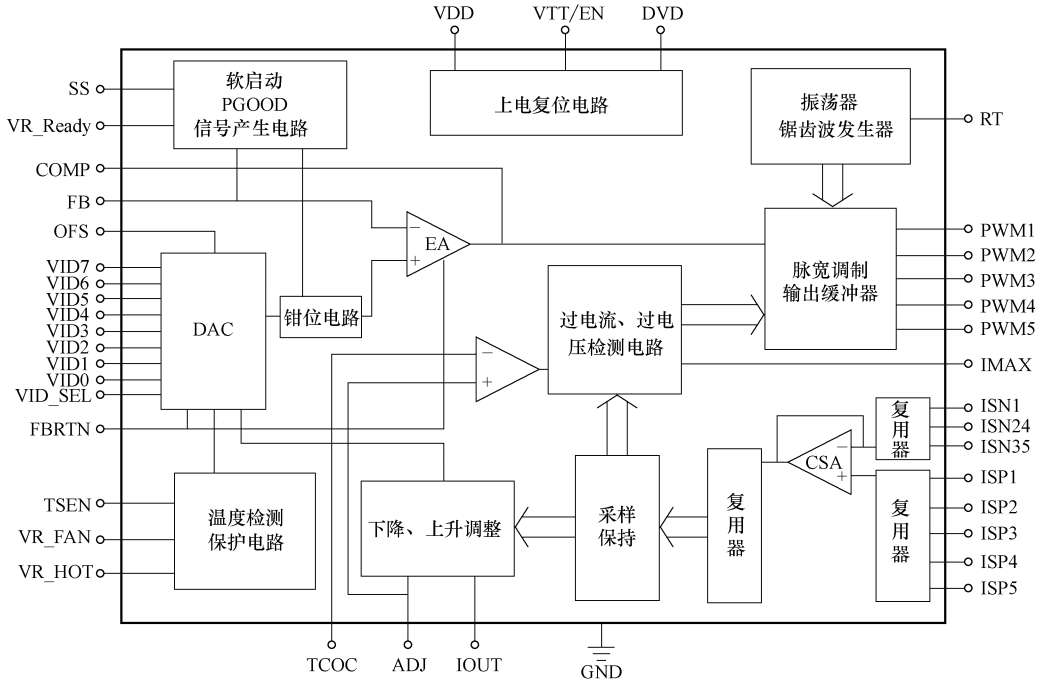 VDD
VTT/EN
DVD
SS
VR_Ready
COMP
FB
OFS
VID7
VID6
VID5
VID4
VID3
VID2
VID1
VID0
VID_SEL
FBRTN
TSEN
VR_FAN
VR_HOT
软启动
PGOOD
信号产生电路
上电复位电路
振荡器
锯齿波发生器
RT
−
EA
+
DAC
钳位电路
脉宽调制
输出缓冲器
PWM1
PWM2
PWM3
PWM4
PWM5
−
+
过电流、过电
压检测电路
IMAX
复
用
器
ISN1
ISN24
ISN35
−
CSA
+
复
用
器
ISP1
ISP2
ISP3
ISP4
ISP5
复
用
器
采样
保持
下降、上升调整
温度检测
保护电路
TCOC
ADJ
IOUT
GND